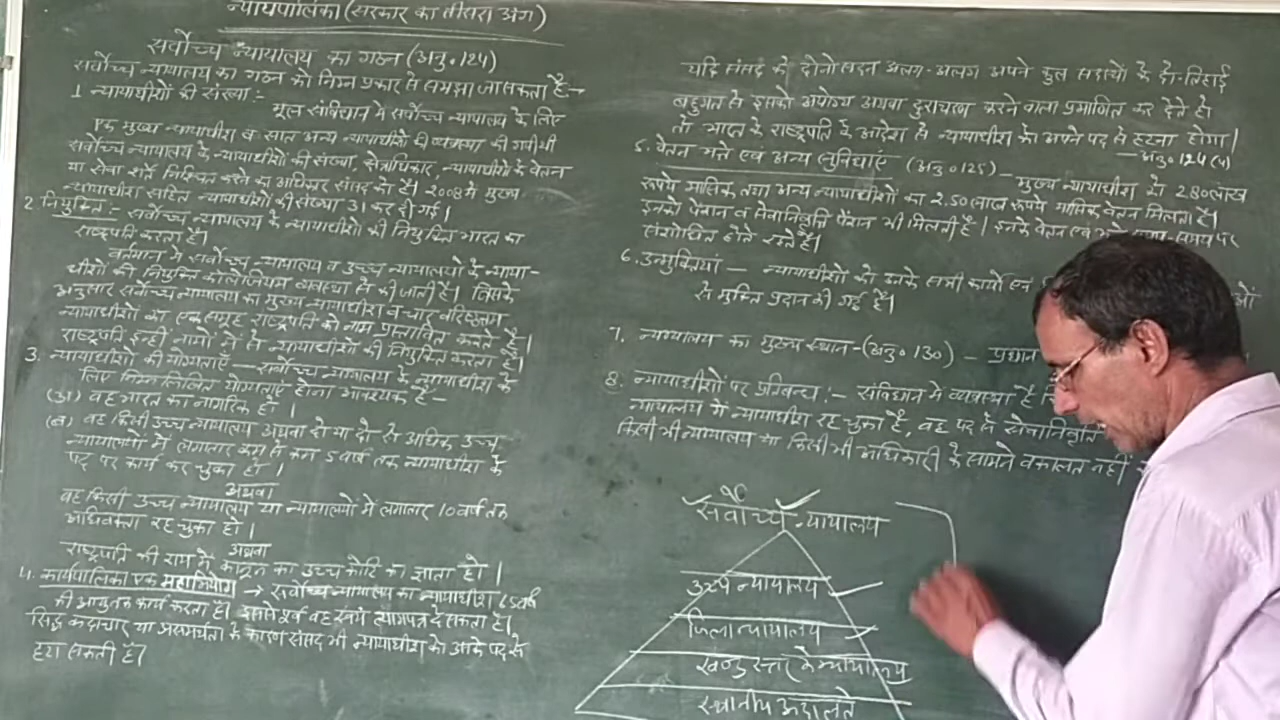 न्यायपालिका (सरकार का तीसरा अंग)
सर्वोच्च न्यायालय का गठन (अनु॰ 124)
सर्वोच्च न्यायालय का गठन को निम्न प्रकार से समझा जा सकता है:→
1 न्यायाधीशों की संख्या:-
मूल संविधान में सर्वोच्च न्यायालय के लिए
एक मुख्य न्यायाधीश व सात अन्य न्यायाधीशों की व्यवस्था की गयी थी
सर्वोच्च न्यायालय के न्यायाधीशों की संख्या, क्षेत्राधिकार, न्यायाधीशों के वेतन
या सेवा शर्ते निश्चित करने का अधिकार संसद को है। 2008 में मुख्य
न्यायाधीश सहित न्यायाधीशों की संख्या 31 कर दी गई।
2. नियुक्ति:- सर्वोच्च न्यायालय के न्यायाधीशों की नियुक्ति भारत का
राष्ट्रपति करता है।
वर्तमान में सर्वोच्च न्यायालय व उच्च न्यायालयों के न्याया-
धीशों की नियुक्ति कोलेजियम व्यवस्था से की जाती है। जिसके
अनुसार सर्वोच्च न्यायालय का मुख्य न्यायाधीश व चार वरिष्ठतम
न्यायाधीशों का एक समूह राष्ट्रपति को नाम प्रस्तावित करते है।
राष्ट्रपति इन्हीं नामों में से न्यायाधीशों की नियुक्ति करता है।
3. न्यायाधीशों की योग्यताएँ — सर्वोच्च न्यायालय के न्यायाधीश के
लिए निम्नलिखित योग्यताएं होना आवश्यक है -
(अ) वह भारत का नागरिक हो।
(ब) वह किसी उच्च न्यायालय अथवा दो या दो से अधिक उच्च
न्यायालयों में लगातार कम से कम 5 वर्ष तक न्यायाधीश के
पद पर कार्य कर चुका हो।
अथवा
वह किसी उच्च न्यायालय या न्यायालयों में लगातार 10 वर्ष तक
अधिवक्ता रह चुका हो।
अथवा
राष्ट्रपति की राय में कानून का उच्च कोटि का ज्ञाता हो।
4. कार्यपालिका एक महाभियोग → सर्वोच्च न्यायालय का न्यायाधीश 65 वर्ष
की आयु तक कार्य करता है। इससे पूर्व वह स्वयं त्यागपत्र दे सकता है।
सिद्ध कदाचार या असमर्थता के कारण संसद भी न्यायाधीश को उसके पद से
हटा सकती है।
यदि संसद के दोनो सदन अलग-अलग अपने कुल सदस्यों के दो-तिहाई
बहुमत से इसको अयोग्य अथवा दुराचरण करने वाला प्रमाणित कर देते है।
तो भारत के राष्ट्रपति के आदेश से न्यायाधीश को अपने पद से हटना होगा।
— अनु॰ 124(4)
5. वेतन भत्ते एवं अन्य सुविधाएं (अनु॰ 125) — मुख्य न्यायाधीश को 2.80 लाख
रूपये मासिक तथा अन्य न्यायाधीशों का 2.50 लाख रूपये मासिक वेतन मिलता है।
इनको पेंशन व सेवानिवृत्ति पेंशन भी मिलती है। इनके वेतन एवं समय पर
संशोधित होते रहते है।
6. उन्मुक्तियां — न्यायाधीशों को उनके सभी कार्यों एवं
से मुक्ति प्रदान की गई है।
7. न्यायालय का मुख्य स्थान - (अनु॰ 130) — प्रधान
8. न्यायाधीशों पर प्रतिबन्ध:- संविधान में व्यवस्था है
न्यायालय में न्यायाधीश रह चुका है, वह पद से सेवानिवृत्ति
किसी भी न्यायालय या किसी भी अधिकारी के सामने वकालत नहीं
सर्वोच्च न्यायालय
उच्च न्यायालय
जिला न्यायालय
खण्ड स्तर के न्यायालय
स्थानीय अदालते